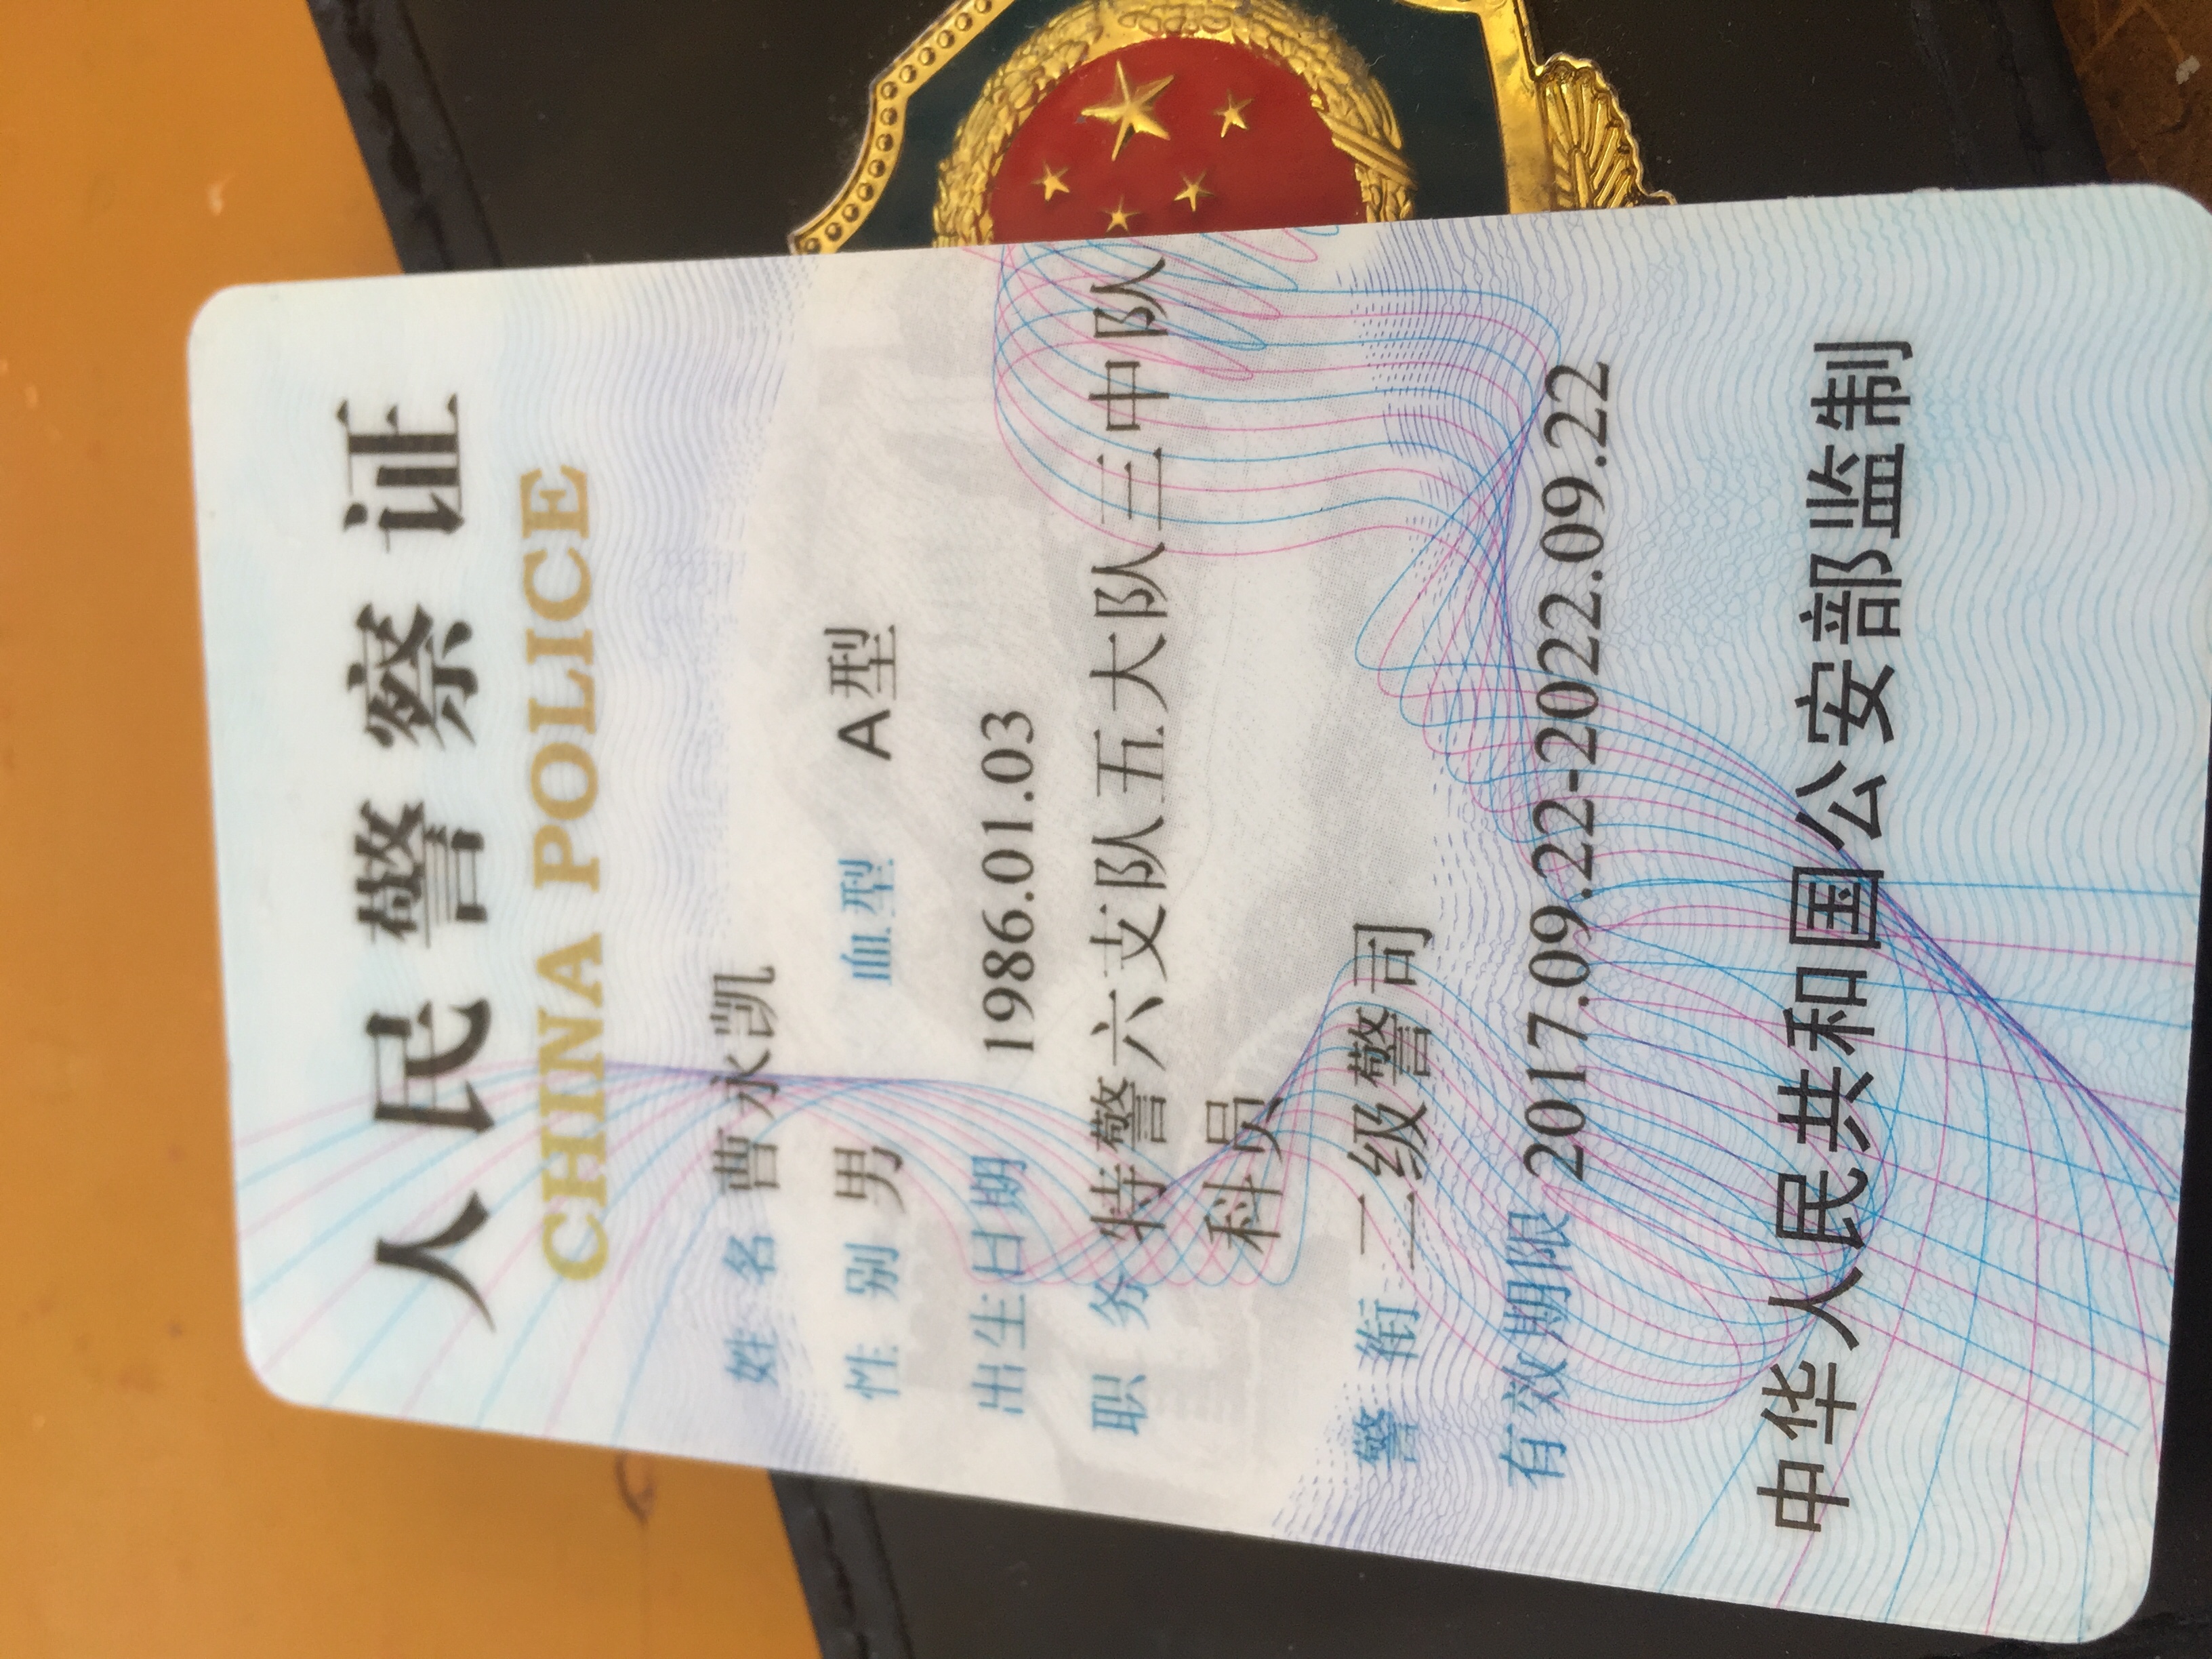 人民警察证
CHINA POLICE
姓 名 曹永凯
性 别 男 血型 A型
出生日期 1986.01.03
职 务 特警六支队五大队三中队
科员
警 衔 二级警司
有效期限 2017.09.22-2022.09.22
中华人民共和国公安部监制